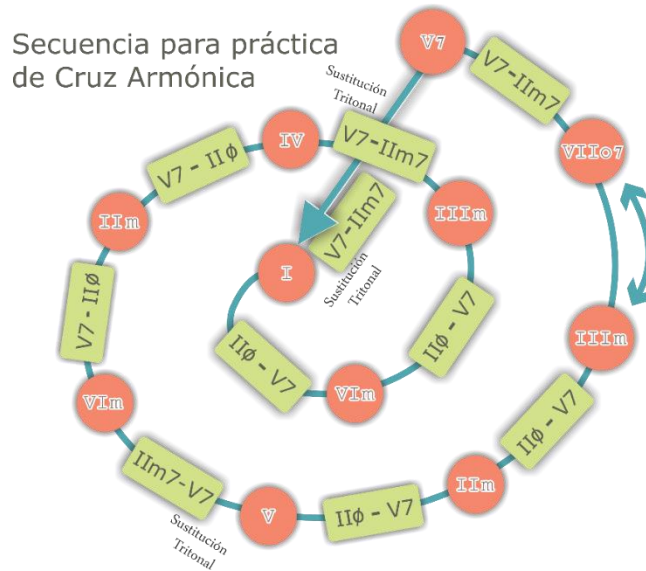 Secuencia para práctica
de Cruz Armónica
I
IIø - V7
VIm
IIø - V7
IIIm
V7-IIm7
IV
V7 - IIø
IIm
V7 - IIø
VIm
IIm7-V7
Sustitución
Tritonal
V
IIø - V7
IIm
IIø - V7
IIIm
VIIo7
V7-IIm7
V7
Sustitución
Tritonal
V7-IIm7
Sustitución
Tritonal